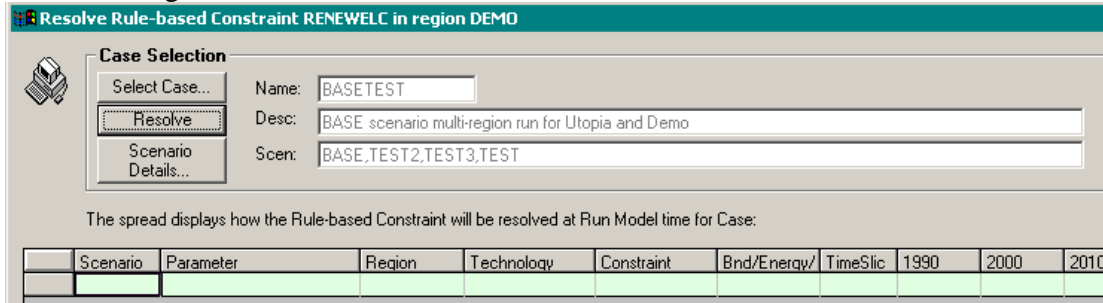 Resolve Rule-based Constraint RENEWELC in region DEMO
Case Selection
Select Case...
Name: BASETEST
Resolve
Desc: BASE scenario multi-region run for Utopia and Demo
Scenario Details...
Scen: BASE,TEST2,TEST3,TEST
The spread displays how the Rule-based Constraint will be resolved at Run Model time for Case:
Scenario Parameter Region Technology Constraint Bnd/Energy/ TimeSlic 1990 2000 2010